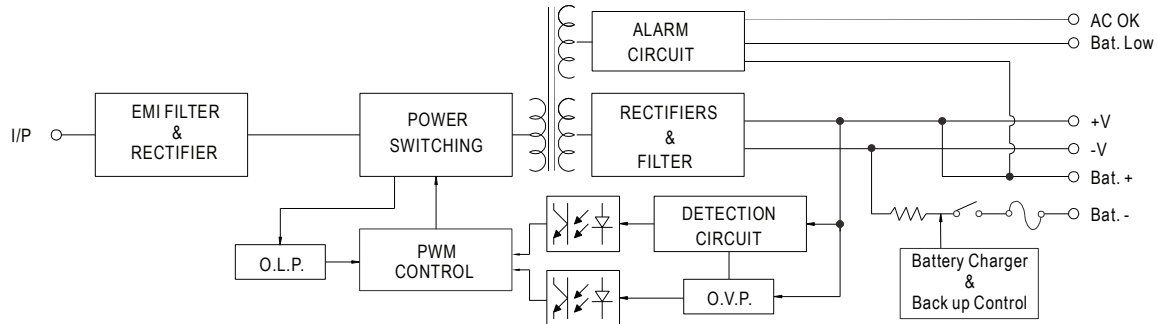 ALARM
CIRCUIT
AC OK
Bat. Low
I/P
EMI FILTER
&
RECTIFIER
POWER
SWITCHING
RECTIFIERS
&
FILTER
+V
-V
Bat. +
Bat. -
O.L.P.
PWM
CONTROL
DETECTION
CIRCUIT
O.V.P.
Battery Charger
&
Back up Control